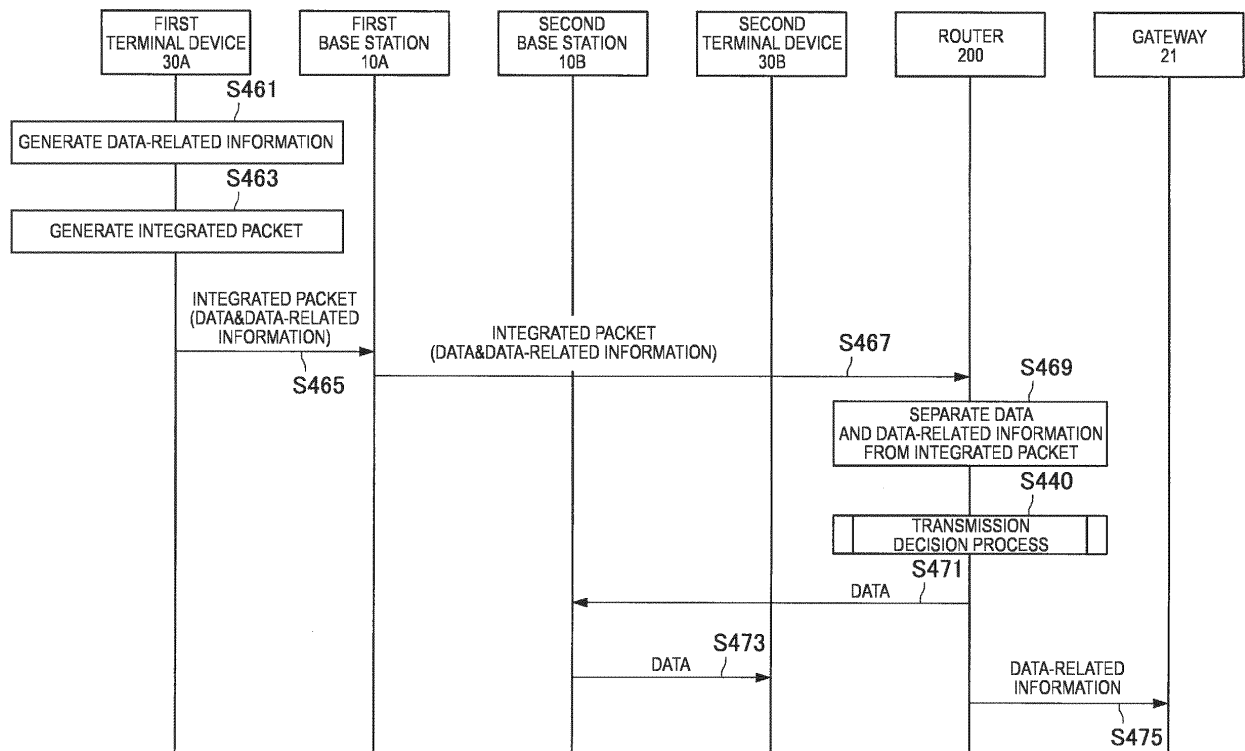 FIRST
TERMINAL DEVICE
30A
FIRST
BASE STATION
10A
SECOND
BASE STATION
10B
SECOND
TERMINAL DEVICE
30B
ROUTER
200
GATEWAY
21
S461
GENERATE DATA-RELATED INFORMATION
S463
GENERATE INTEGRATED PACKET
INTEGRATED PACKET
(DATA&DATA-RELATED
INFORMATION)
S465
INTEGRATED PACKET
(DATA&DATA-RELATED INFORMATION)
S467
S469
SEPARATE DATA
AND DATA-RELATED INFORMATION
FROM INTEGRATED PACKET
S440
TRANSMISSION
DECISION PROCESS
S471
DATA
S473
DATA
DATA-RELATED
INFORMATION
S475